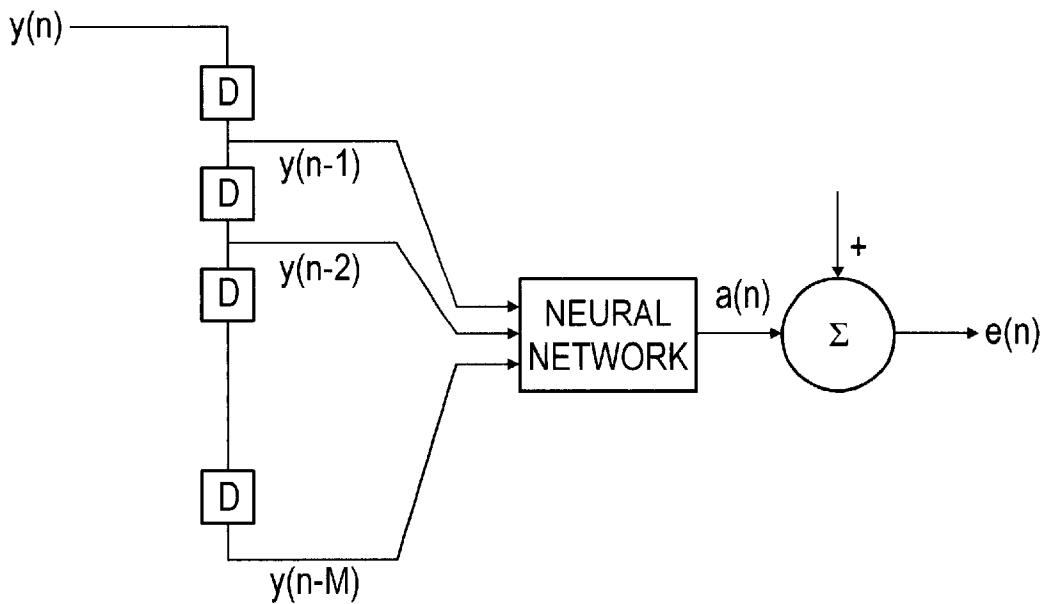 y(n)
D
y(n-1)
D
y(n-2)
D
D
y(n-M)
NEURAL
NETWORK
a(n)
+
Σ
e(n)